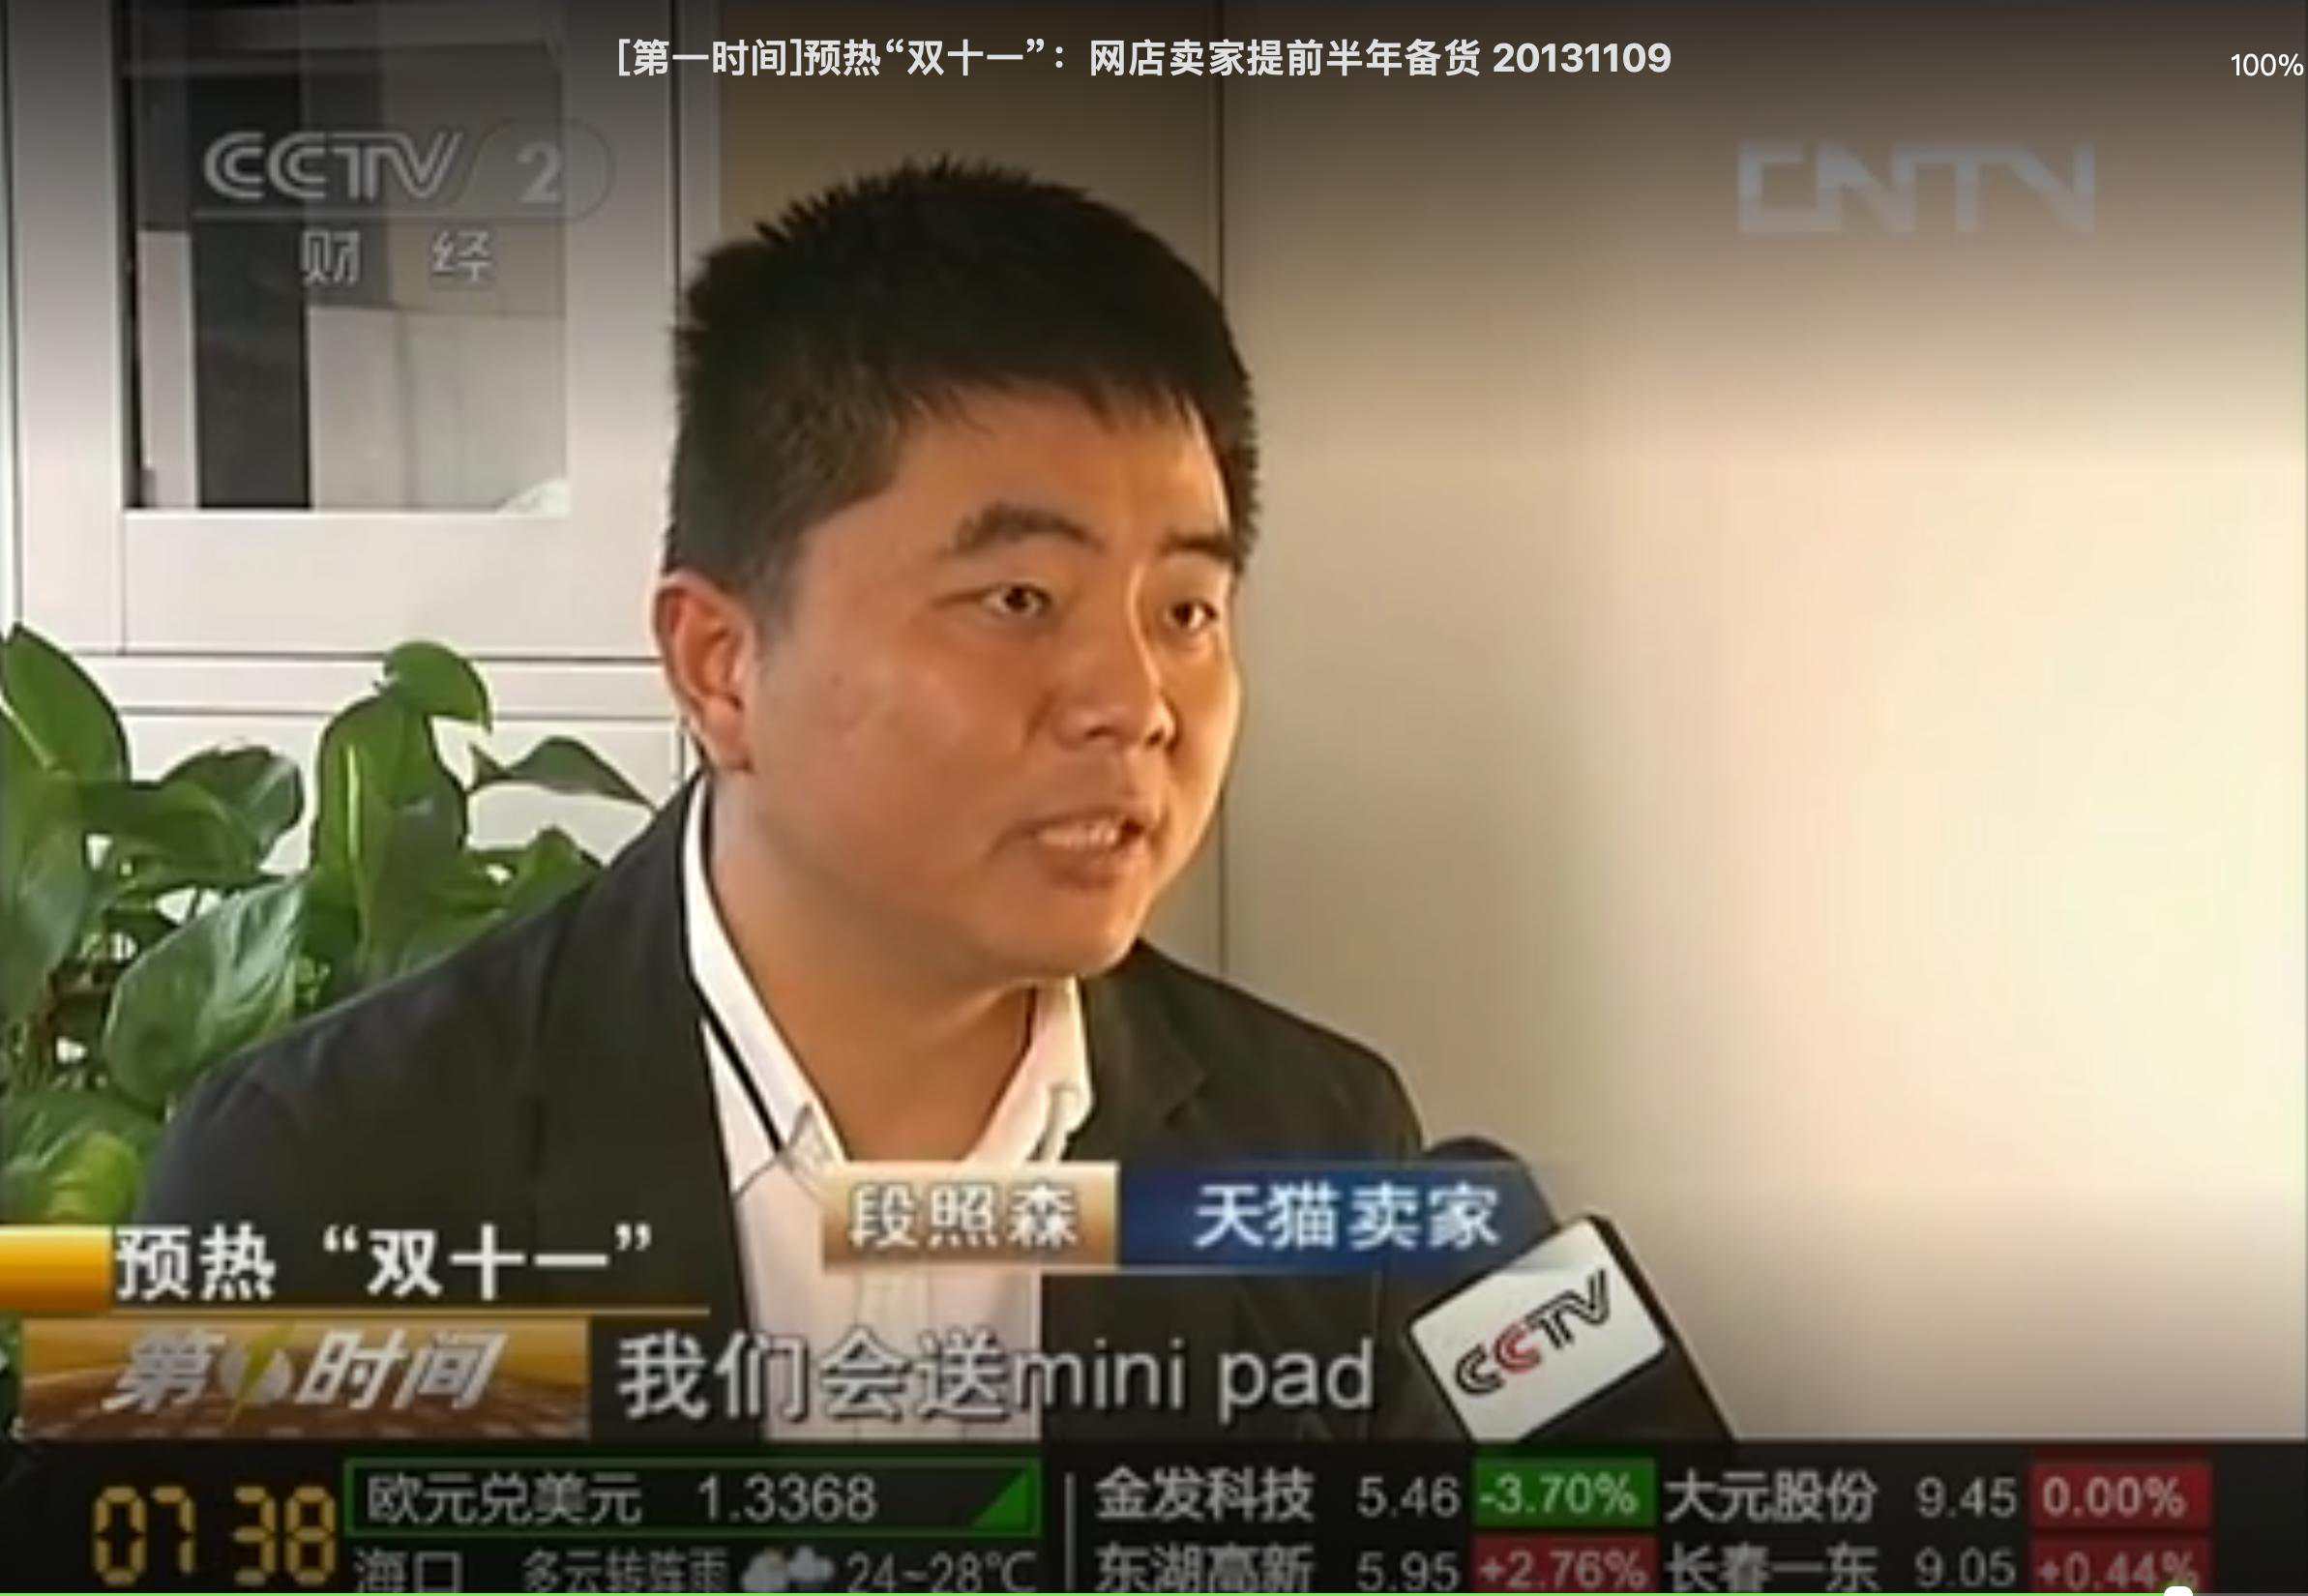 [第一时间]预热“双十一”：网店卖家提前半年备货 20131109
100%
CCTV 2
财 经
CNTV
段照森 天猫卖家
预热“双十一”
第1时间
我们会送mini pad
CCTV
07 38
欧元兑美元 1.3368
海口 多云转阵雨 24~28℃
金发科技 5.46 -3.70% 大元股份 9.45 0.00%
东湖高新 5.95 +2.76% 长春一东 9.05 +0.44%